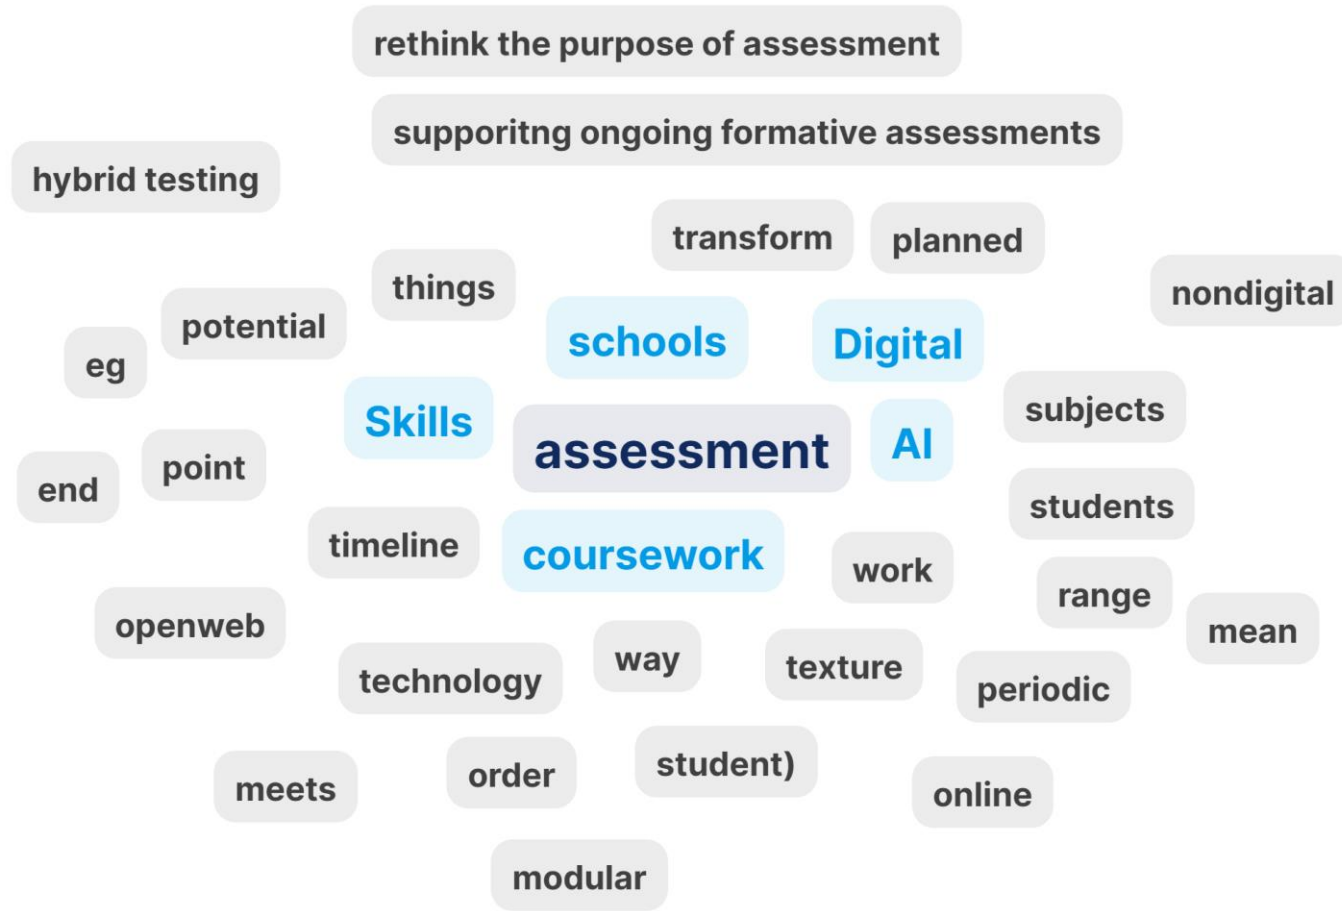 rethink the purpose of assessment
supporitng ongoing formative assessments
hybrid testing
transform
planned
things
nondigital
potential
schools
Digital
eg
Skills
subjects
assessment
AI
point
end
students
timeline
coursework
work
range
openweb
mean
way
texture
technology
periodic
student)
order
meets
online
modular